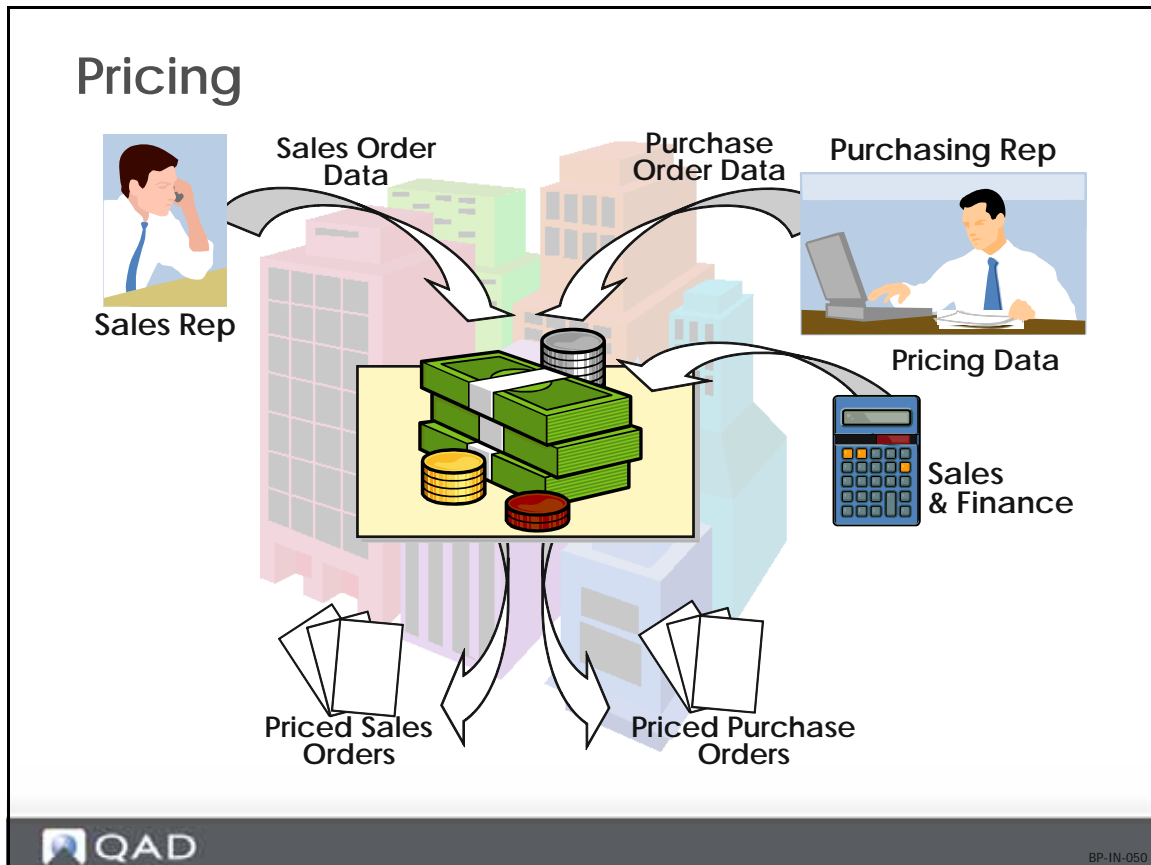 Pricing
Sales Order
Data
Purchase
Order Data
Purchasing Rep
Sales Rep
Pricing Data
Sales
& Finance
Priced Sales
Orders
Priced Purchase
Orders
QAD
BP-IN-050